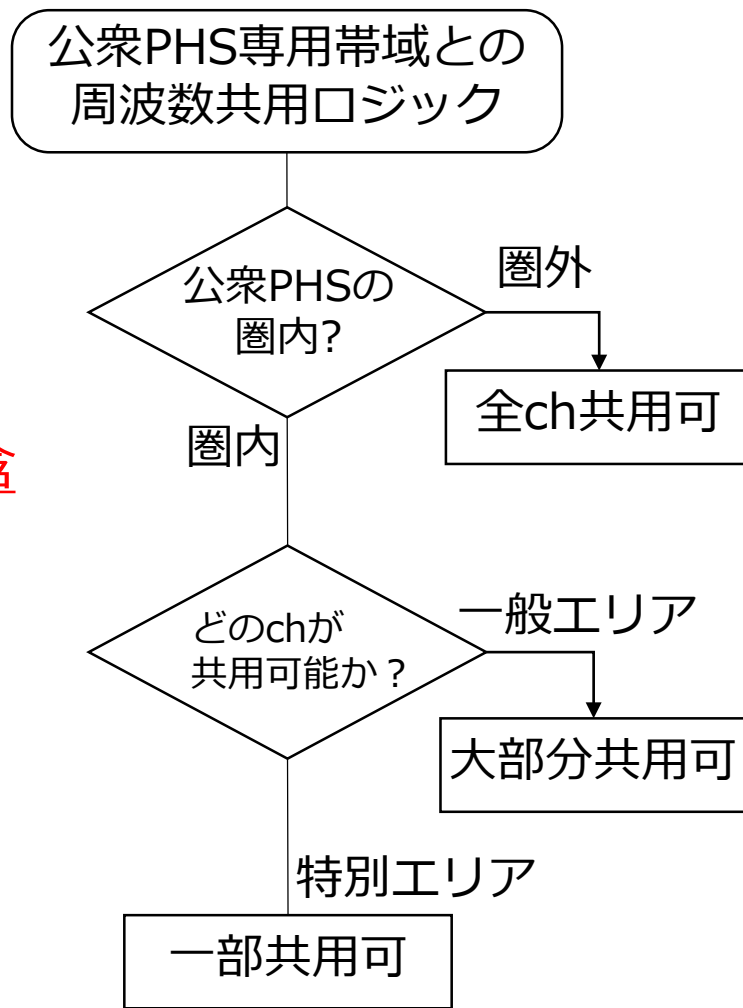 公衆PHS専用帯域との
周波数共用ロジック
公衆PHSの
圏内?
圏外
全ch共用可
圏内
どのchが
共用可能か？
一般エリア
大部分共用可
特別エリア
一部共用可